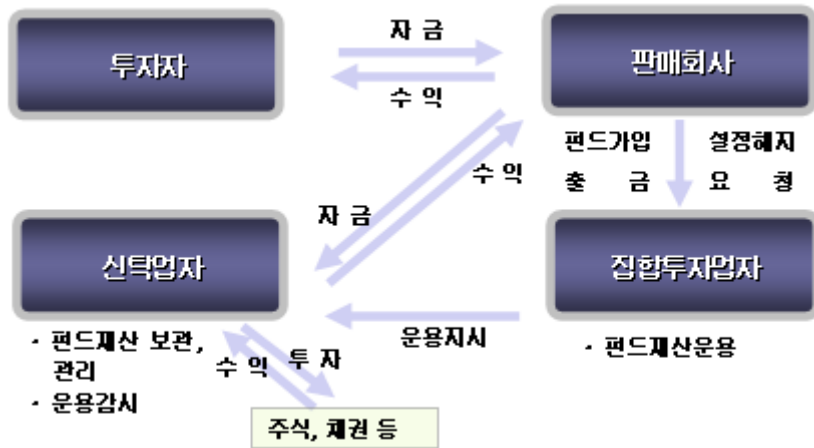 자 금
투자자
판매회사
수 익
펀드가입
설정해지
출 금
요 청
수 익
자 금
신탁업자
집합투자업자
운용지시
· 펀드재산 보관,
관리
· 운용감시
수 익
투 자
· 펀드재산운용
주식, 채권 등